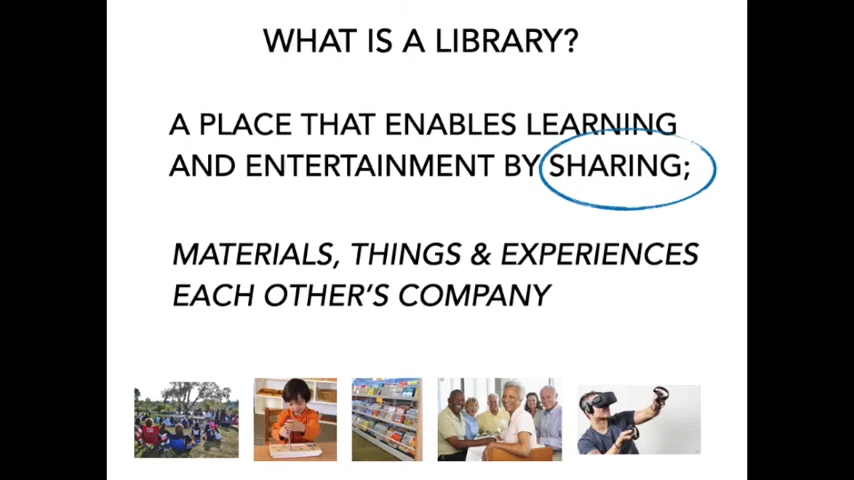 WHAT IS A LIBRARY?
A PLACE THAT ENABLES LEARNING
AND ENTERTAINMENT BY SHARING;
MATERIALS, THINGS & EXPERIENCES
EACH OTHER'S COMPANY